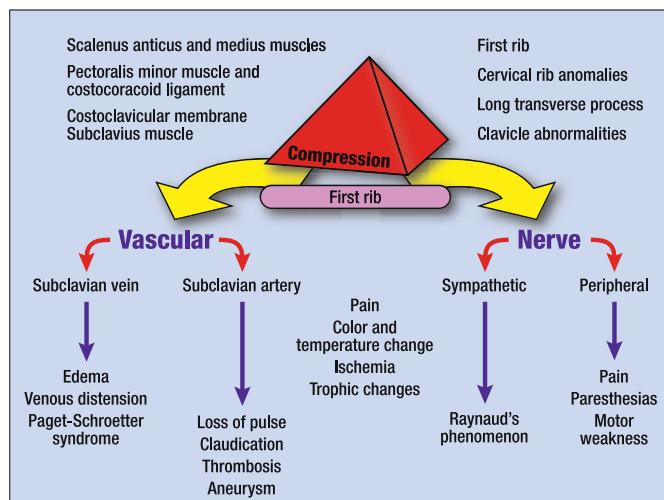 Scalenus anticus and medius muscles
Pectoralis minor muscle and
costocoracoid ligament
Costoclavicular membrane
Subclavius muscle
First rib
Cervical rib anomalies
Long transverse process
Clavicle abnormalities
Compression
First rib
Vascular
Nerve
Subclavian vein
Subclavian artery
Sympathetic
Peripheral
Pain
Color and
temperature change
Ischemia
Trophic changes
Edema
Venous distension
Paget-Schroetter
syndrome
Loss of pulse
Claudication
Thrombosis
Aneurysm
Raynaud's
phenomenon
Pain
Paresthesias
Motor
weakness